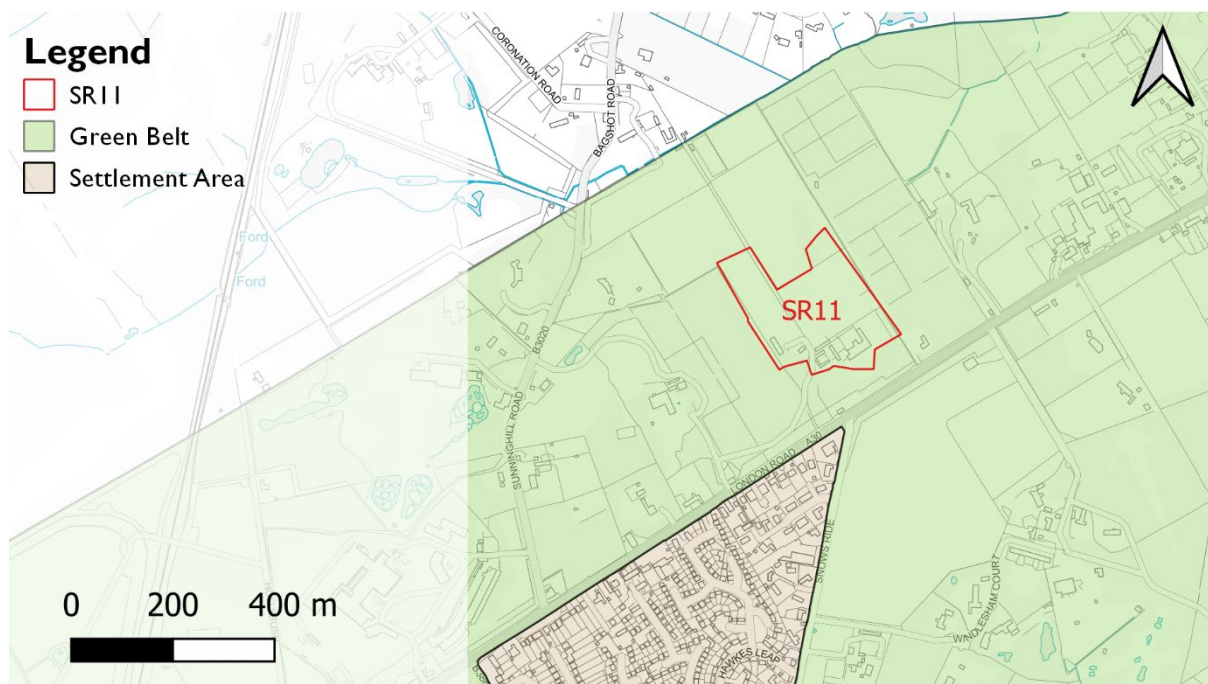 Legend
SR11
Green Belt
Settlement Area
CORONATION ROAD
BAGSHOT ROAD
Ford
Ford
B3020
SUNNINGHILL ROAD
SR11
LONDON ROAD
A30
SNOWS RIDE
WINDLESHAM COURT
HAWKES LEAP
0 200 400 m